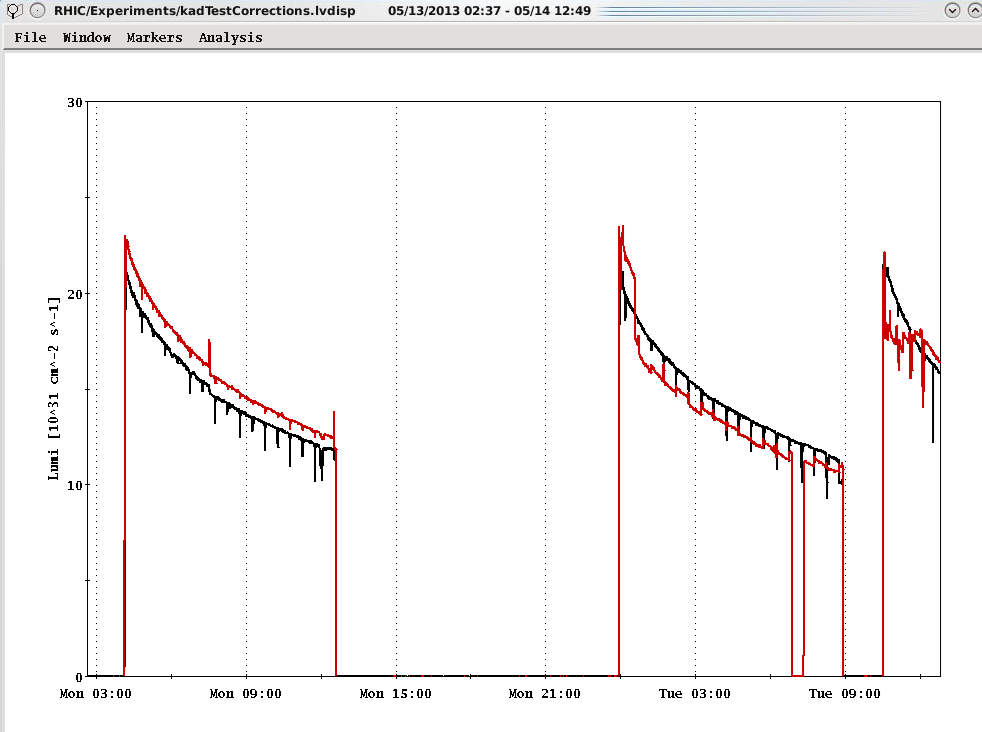 RHIC/Experiments/kadTestCorrections.lvdisp 05/13/2013 02:37 - 05/14 12:49
File Window Markers Analysis
30
20
10
0
Lumi [10^31 cm^-2 s^-1]
Mon 03:00 Mon 09:00 Mon 15:00 Mon 21:00 Tue 03:00 Tue 09:00